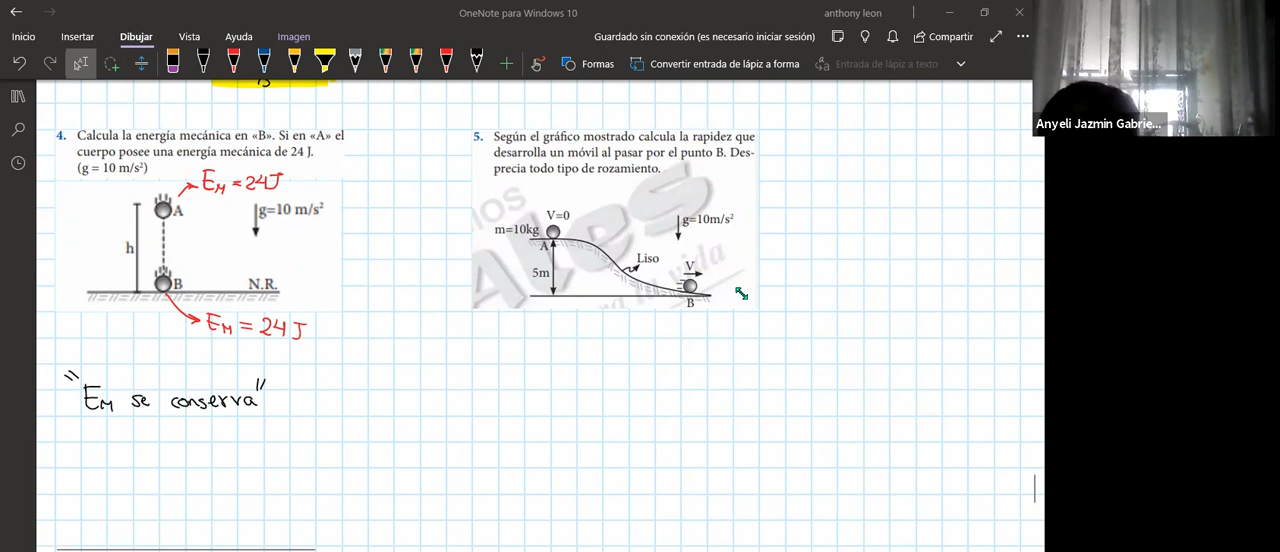 OneNote para Windows 10
anthony leon
Inicio
Insertar
Dibujar
Vista
Ayuda
Imagen
Guardado sin conexión (es necesario iniciar sesión)
Compartir
Formas
Convertir entrada de lápiz a forma
Entrada de lápiz a texto
Anyeli Jazmin Gabrie...
4. Calcula la energía mecánica en «B». Si en «A» el
cuerpo posee una energía mecánica de 24 J.
(g = 10 m/s²)
E_M = 24J
A
g=10 m/s²
h
B
N.R.
E_M = 24 J
"E_M se conserva"
5. Según el gráfico mostrado calcula la rapidez que
desarrolla un móvil al pasar por el punto B. Des-
precia todo tipo de rozamiento.
V=0
m=10kg
g=10m/s²
A
Liso
5m
V
B